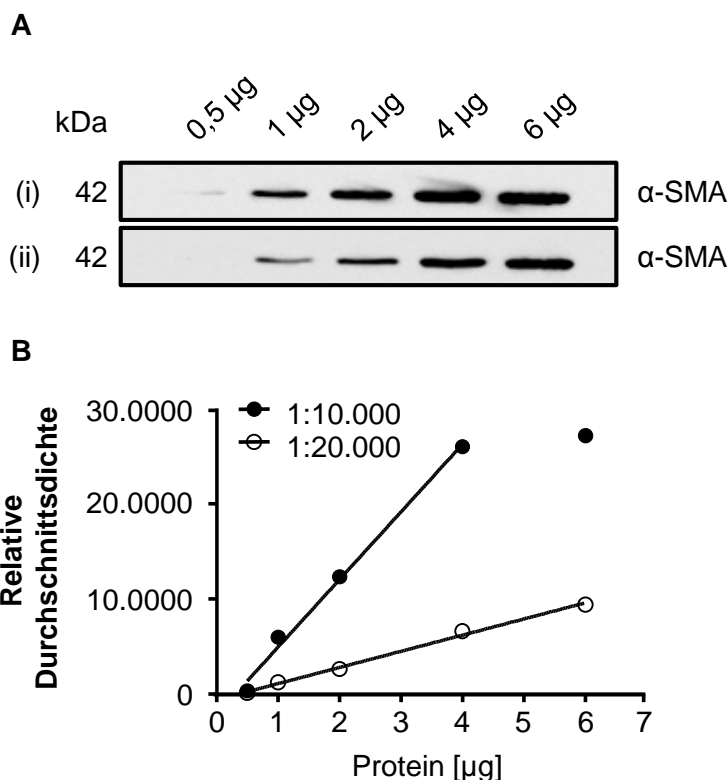 A
kDa 0,5 µg 1 µg 2 µg 4 µg 6 µg
(i) 42 α-SMA
(ii) 42 α-SMA
B
Relative
Durchschnittsdichte
30.0000
20.0000
10.0000
0
1:10.000
1:20.000
0 1 2 3 4 5 6 7
Protein [µg]